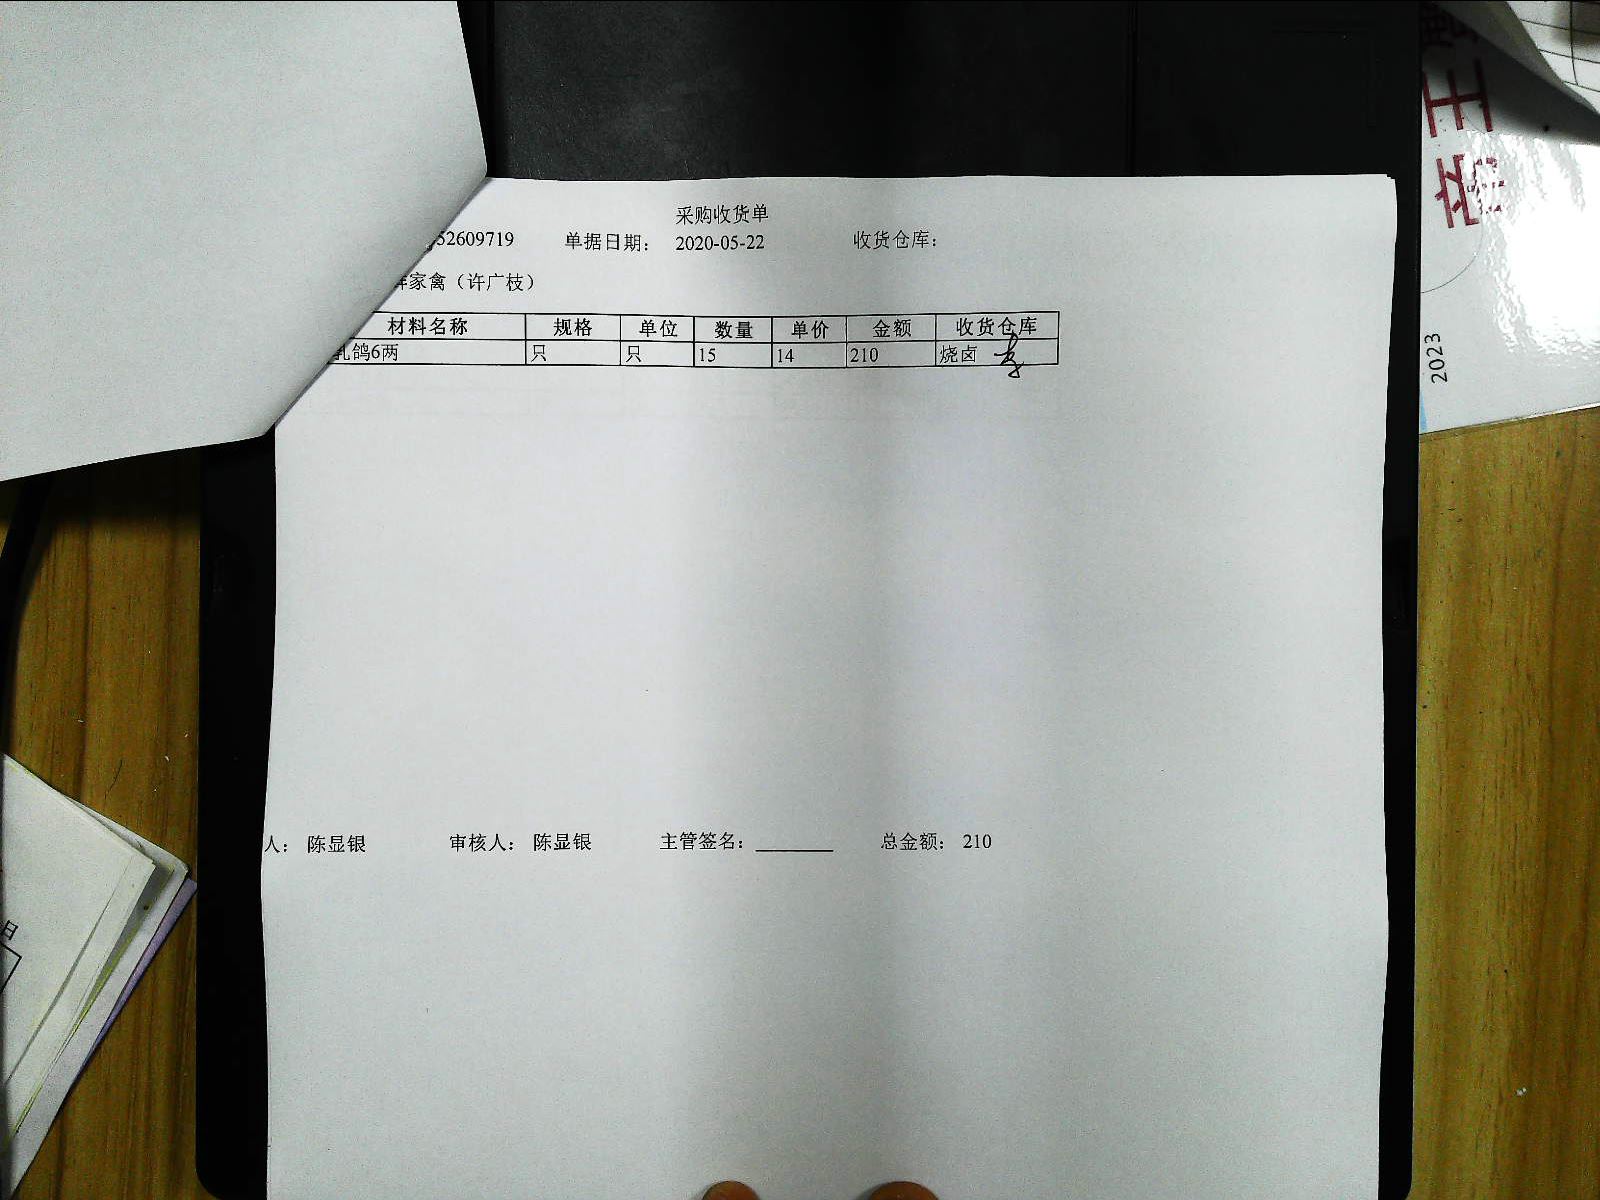 采购收货单
52609719 单据日期： 2020-05-22 收货仓库：
家禽（许广枝）
材料名称 规格 单位 数量 单价 金额 收货仓库
乳鸽6两 只 只 15 14 210 烧卤
人： 陈显银 审核人： 陈显银 主管签名： 总金额： 210
帝王
2023
日